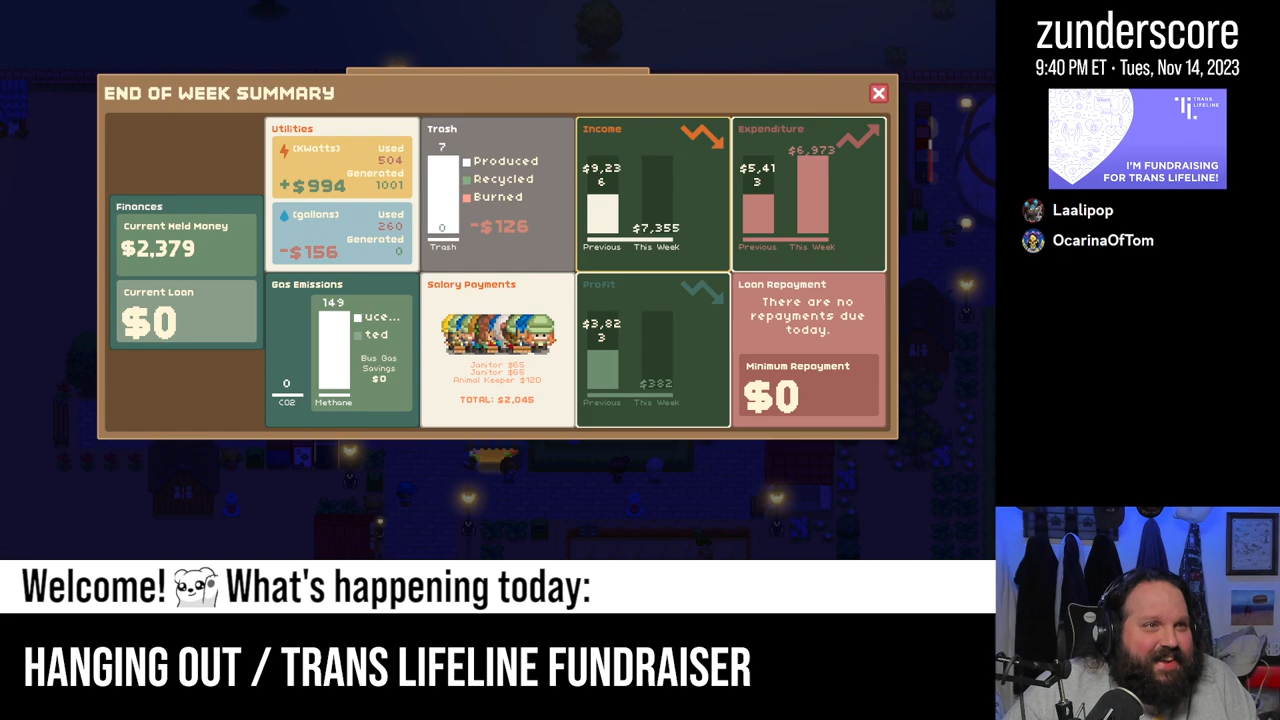 zunderscore
9:40 PM ET · Tues, Nov 14, 2023
TRANS
LIFELINE
I'M FUNDRAISING
FOR TRANS LIFELINE!
Laalipop
OcarinaOfTom
END OF WEEK SUMMARY
Finances
Current Held Money
$2,379
Current Loan
$0
Utilities
(KWatts)
Used
504
Generated
+$994
1001
(gallons)
Used
260
Generated
-$156
0
Trash
7
Produced
Recycled
Burned
0
-$126
Trash
Income
$9,23
6
$7,355
Previous
This Week
Expenditure
$6,973
$5,41
3
Previous
This Week
Gas Emissions
149
uce...
ted
Bus Gas
Savings
$0
0
CO2
Methane
Salary Payments
Janitor $65
Janitor $65
Animal Keeper $120
TOTAL: $2,045
Profit
$3,82
3
$382
Previous
This Week
Loan Repayment
There are no
repayments due
today.
Minimum Repayment
$0
Welcome! What's happening today:
HANGING OUT / TRANS LIFELINE FUNDRAISER